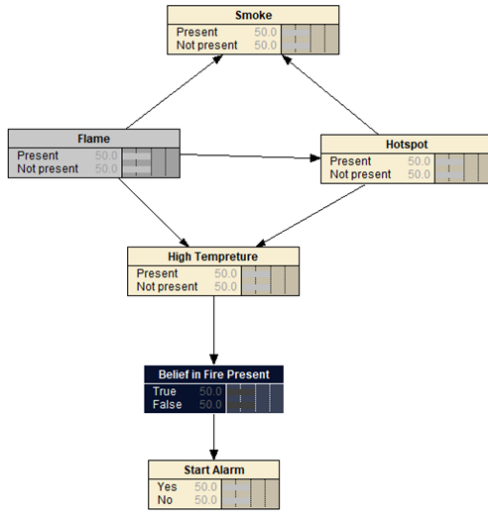 Smoke
Present 50.0
Not present 50.0
Flame
Present 50.0
Not present 50.0
Hotspot
Present 50.0
Not present 50.0
High Tempreture
Present 50.0
Not present 50.0
Belief in Fire Present
True 50.0
False 50.0
Start Alarm
Yes 50.0
No 50.0